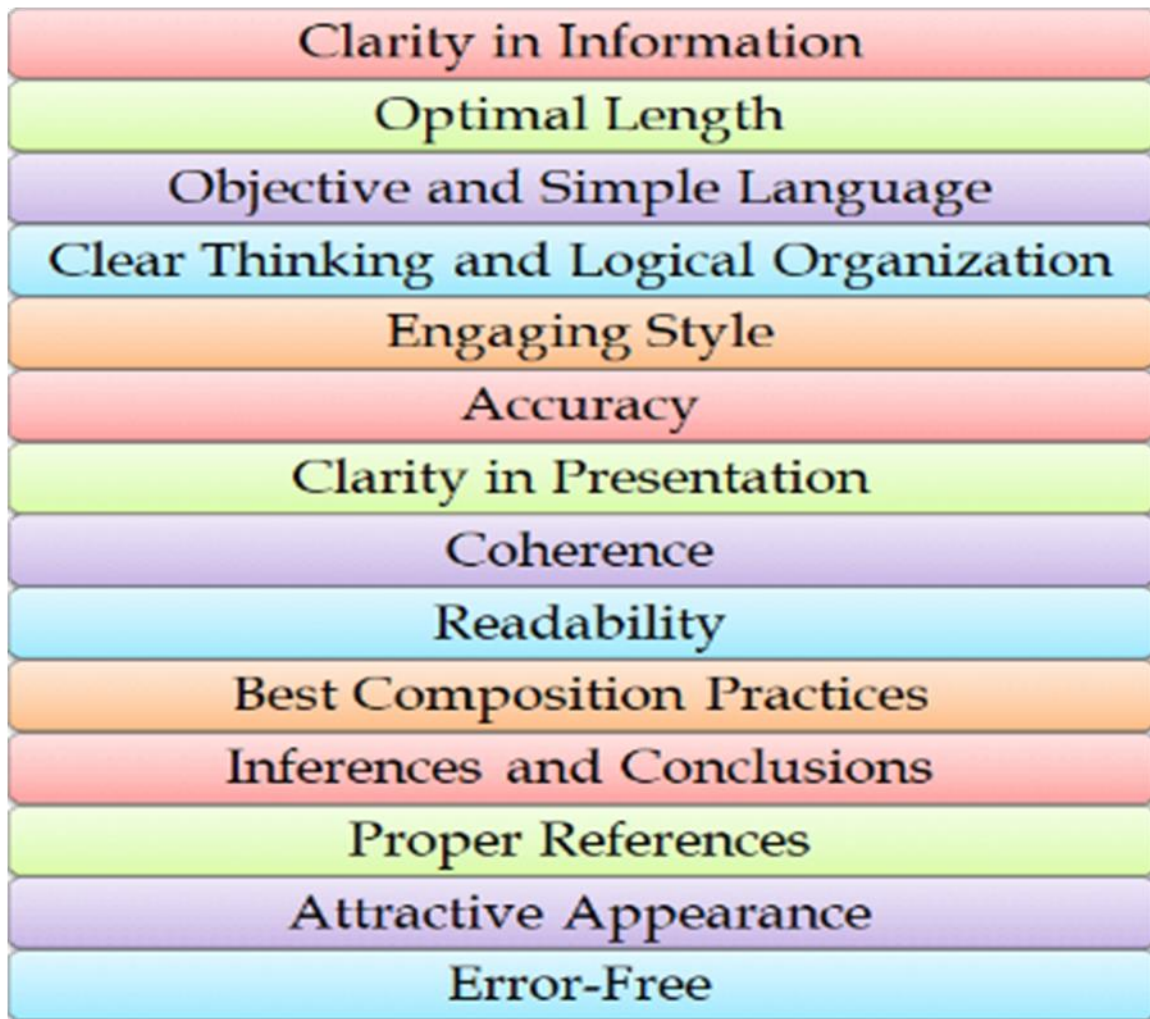 Clarity in Information
Optimal Length
Objective and Simple Language
Clear Thinking and Logical Organization
Engaging Style
Accuracy
Clarity in Presentation
Coherence
Readability
Best Composition Practices
Inferences and Conclusions
Proper References
Attractive Appearance
Error-Free